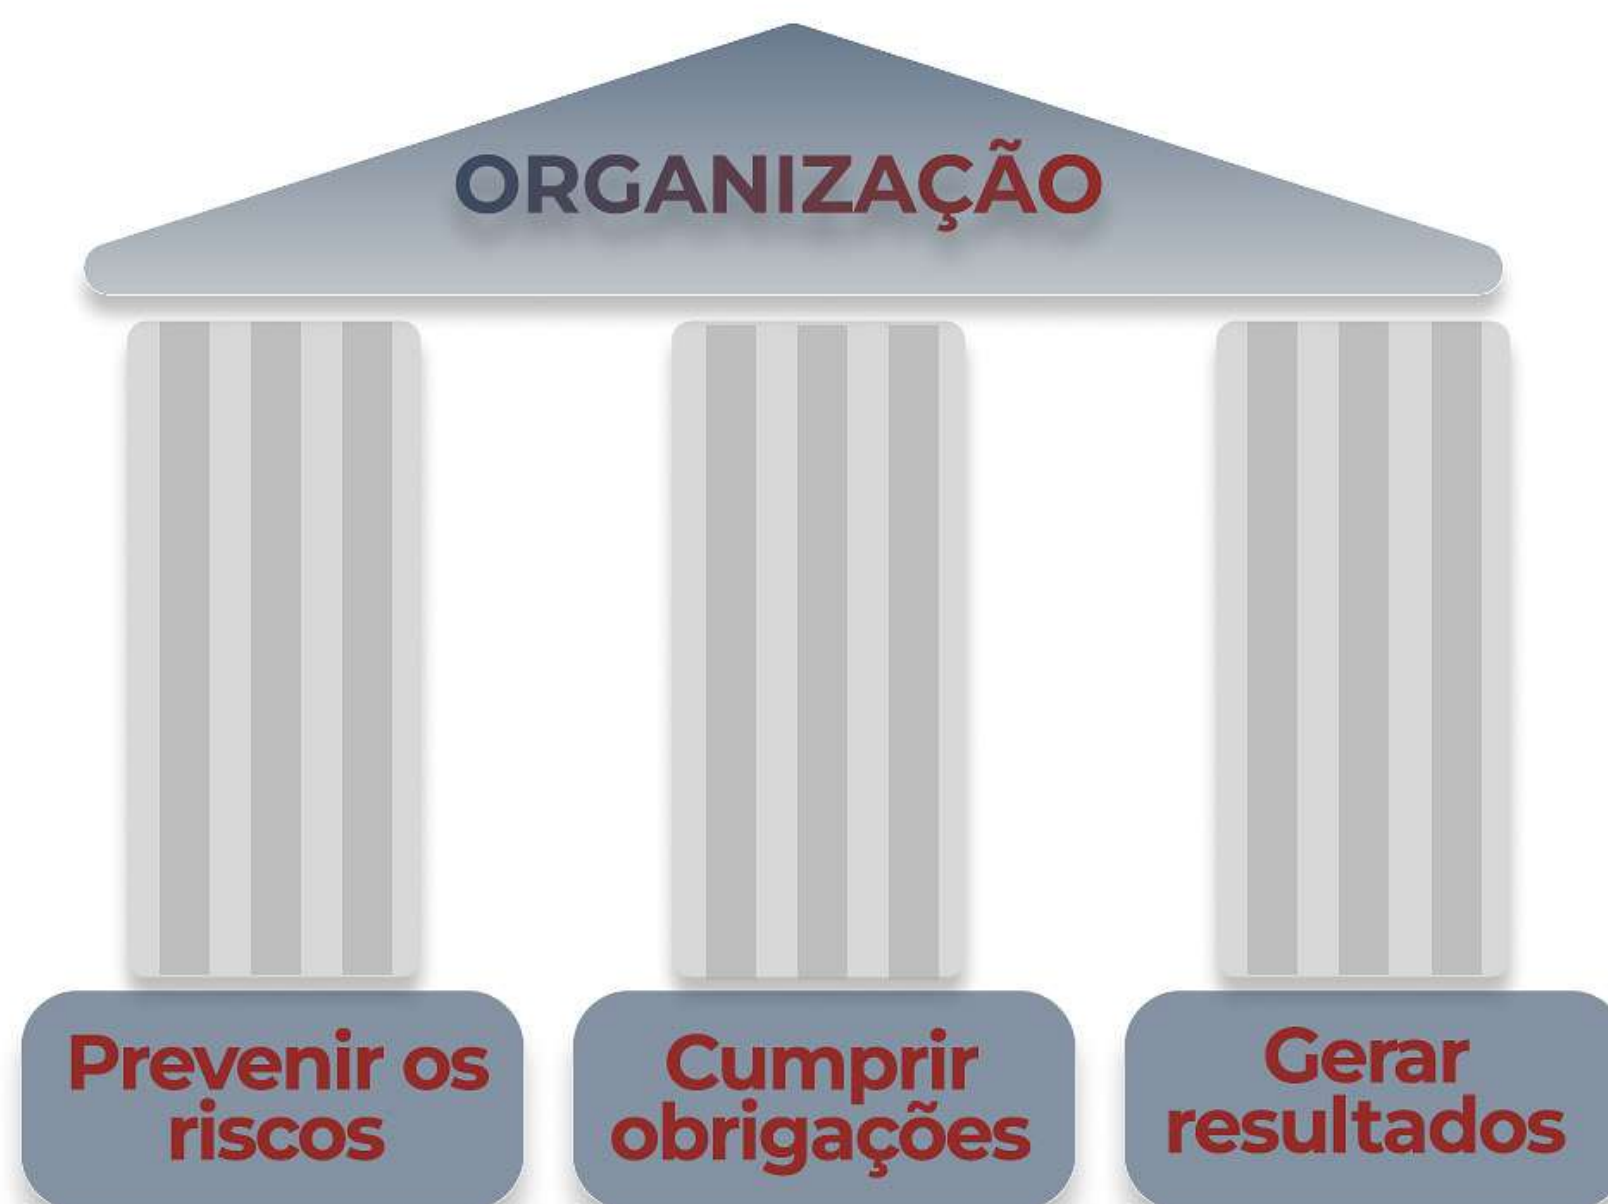 ORGANIZAÇÃO
Prevenir os
riscos
Cumprir
obrigações
Gerar
resultados